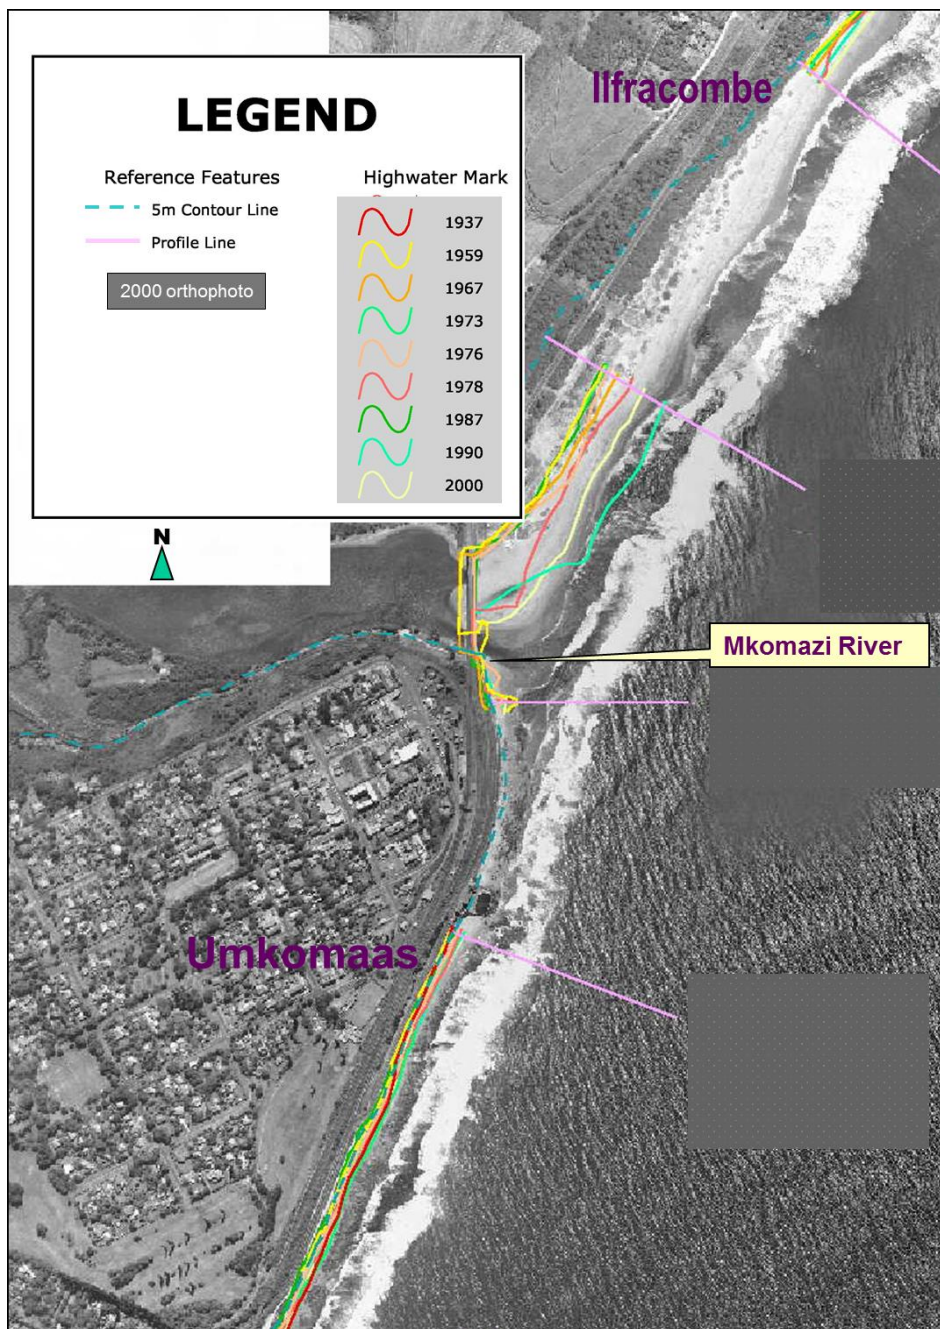 Ilfracombe
LEGEND
Reference Features
5m Contour Line
Profile Line
2000 orthophoto
Highwater Mark
1937
1959
1967
1973
1976
1978
1987
1990
2000
N
Mkomazi River
Umkomaas